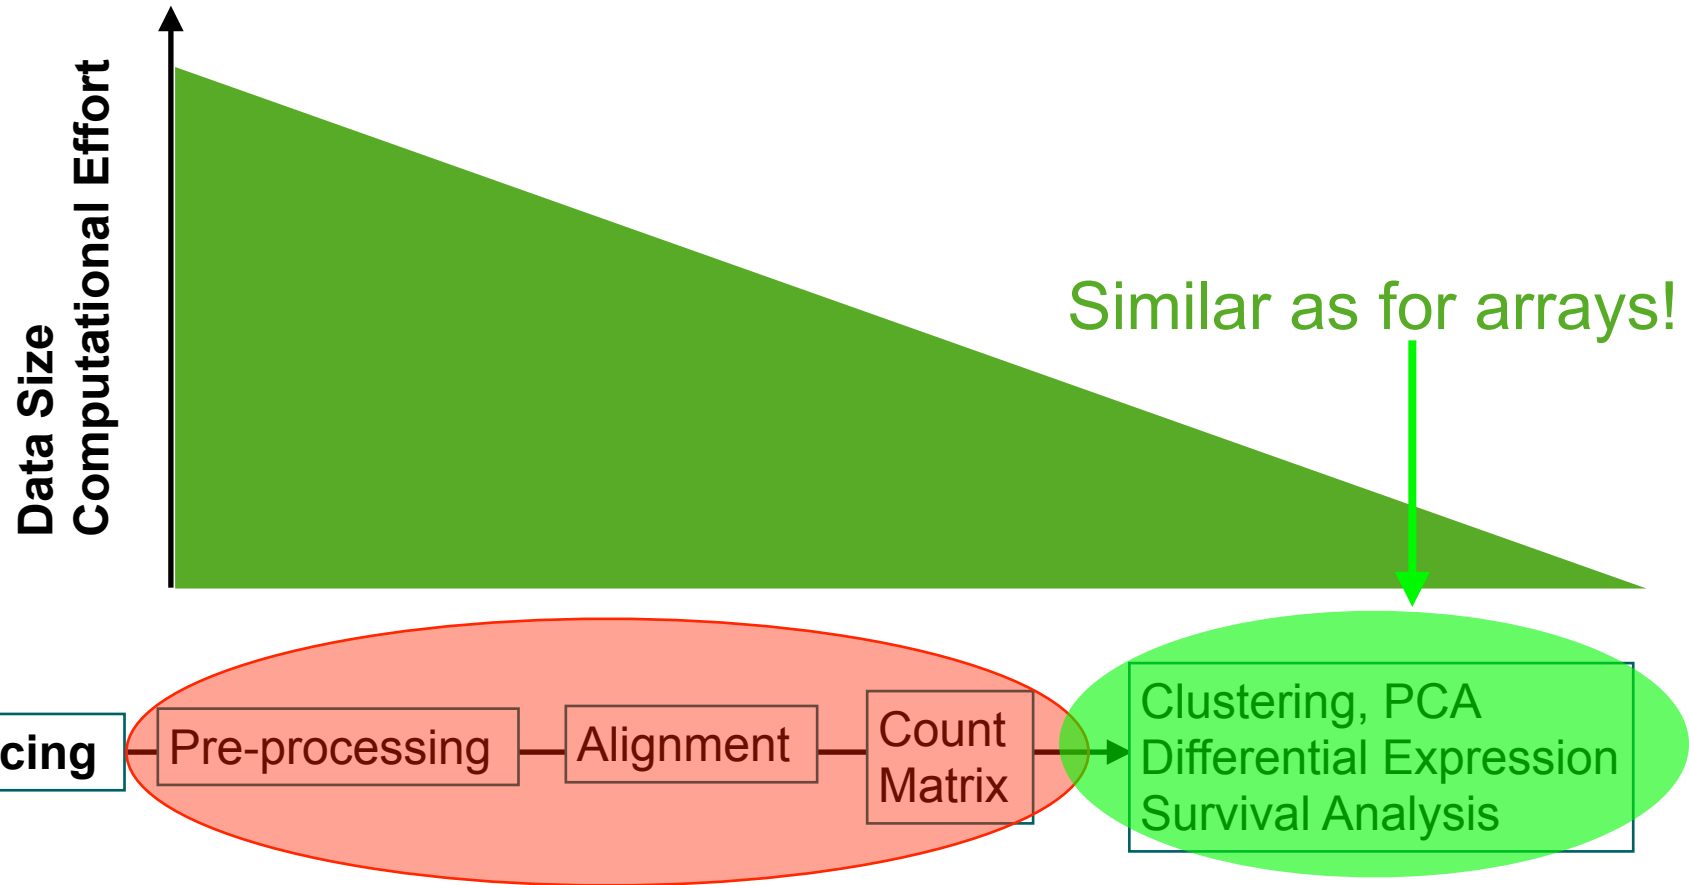 Data Size
Computational Effort
Similar as for arrays!
cing
Pre-processing
Alignment
Count
Matrix
Clustering, PCA
Differential Expression
Survival Analysis